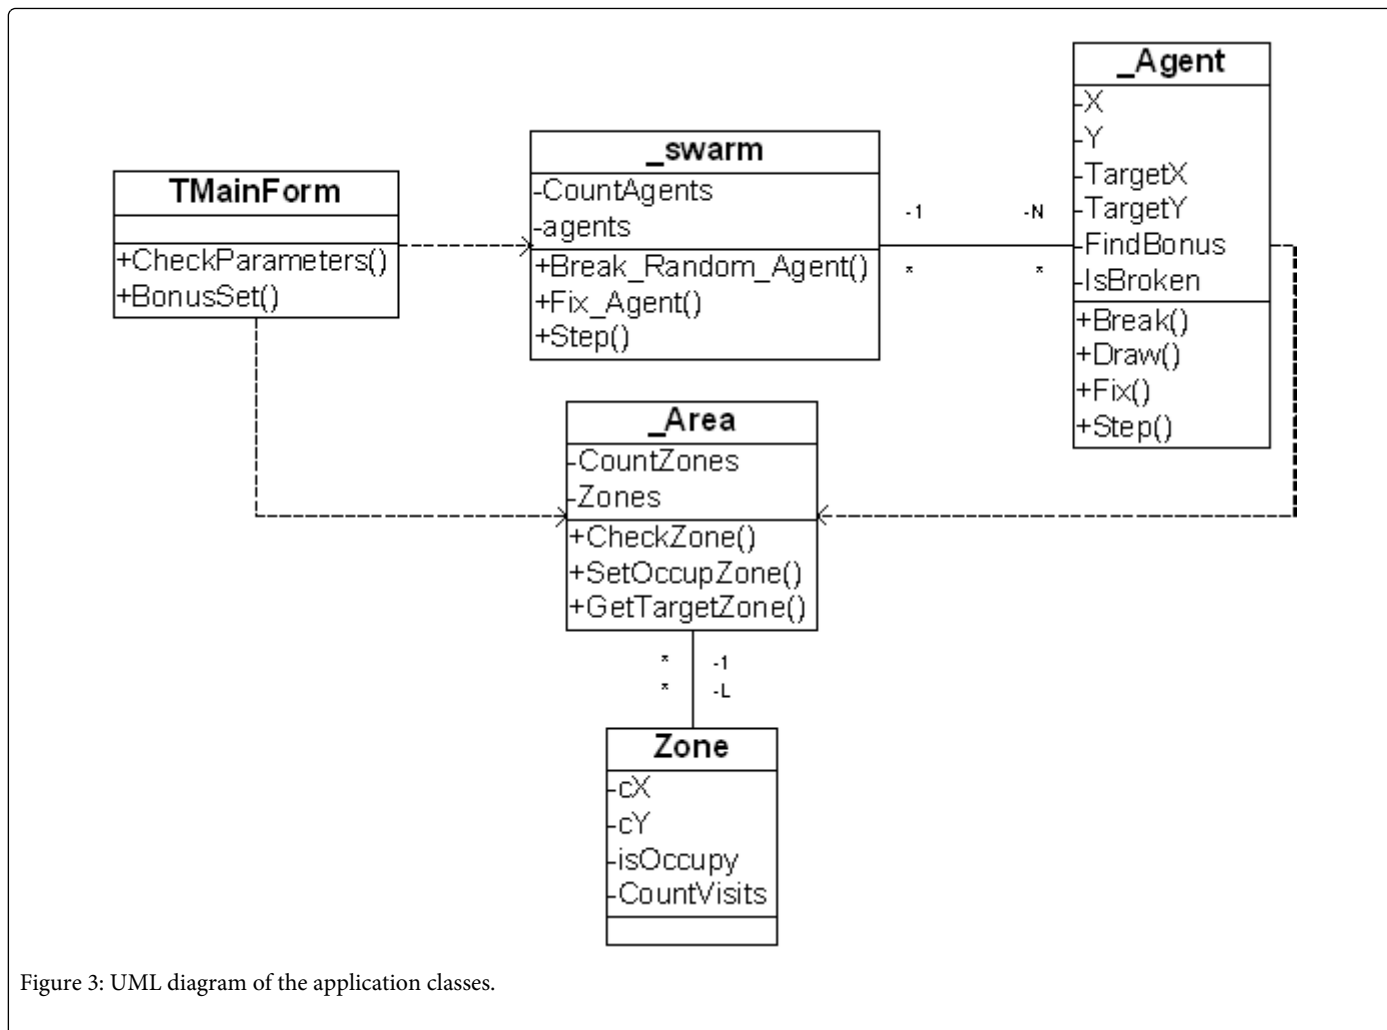 TMainForm
+CheckParameters()
+BonusSet()
_swarm
-CountAgents
-agents
+Break_Random_Agent()
+Fix_Agent()
+Step()
-1
-N
*
*
_Agent
-X
-Y
-TargetX
-TargetY
-FindBonus
-IsBroken
+Break()
+Draw()
+Fix()
+Step()
_Area
-CountZones
-Zones
+CheckZone()
+SetOccupZone()
+GetTargetZone()
* -1
* -L
Zone
-cX
-cY
-isOccupy
-CountVisits
Figure 3: UML diagram of the application classes.